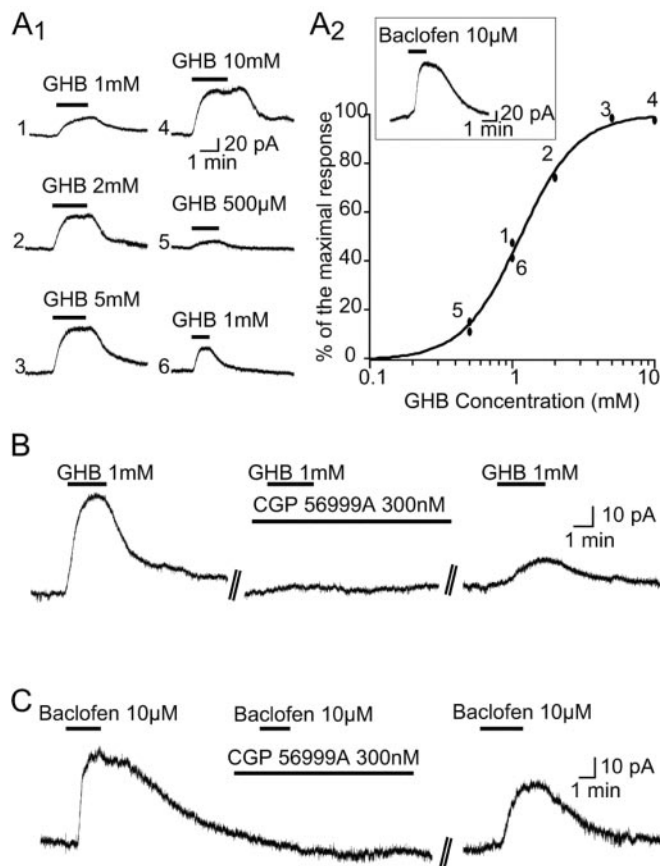 A1
GHB 1mM
1
GHB 10mM
4
20 pA
1 min
GHB 2mM
2
GHB 500µM
5
GHB 5mM
3
GHB 1mM
6
A2
Baclofen 10µM
20 pA
1 min
% of the maximal response
100
80
60
40
20
0
0.1
1
10
GHB Concentration (mM)
5
6
1
2
3
4
B
GHB 1mM
GHB 1mM
GHB 1mM
CGP 56999A 300nM
10 pA
1 min
C
Baclofen 10µM
Baclofen 10µM
Baclofen 10µM
CGP 56999A 300nM
10 pA
1 min